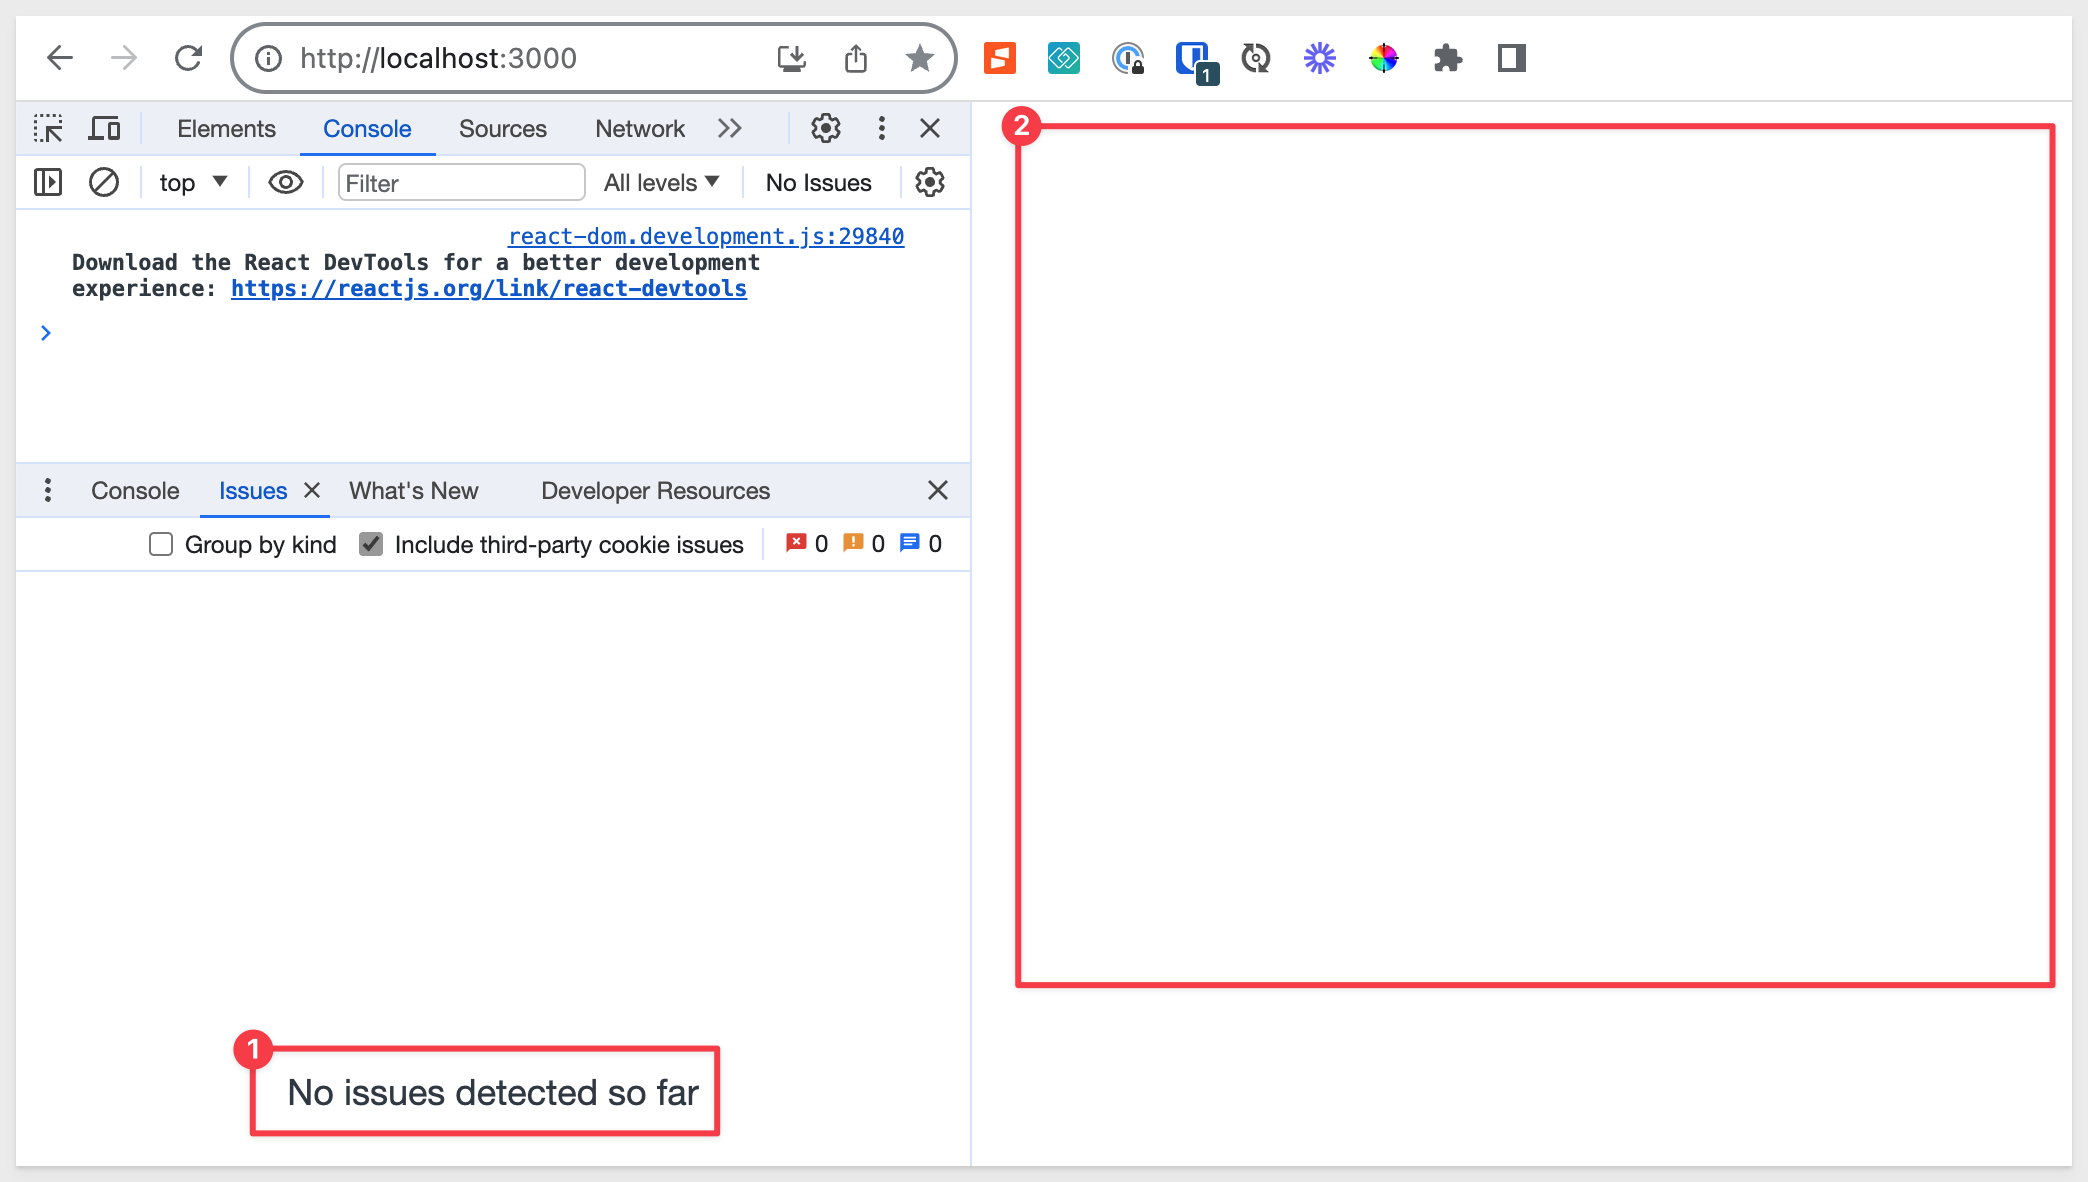 http://localhost:3000
1
Elements Console Sources Network
top Filter All levels No Issues
react-dom.development.js:29840
Download the React DevTools for a better development
experience: https://reactjs.org/link/react-devtools
Console Issues What's New Developer Resources
Group by kind Include third-party cookie issues 0 0 0
1
No issues detected so far
2